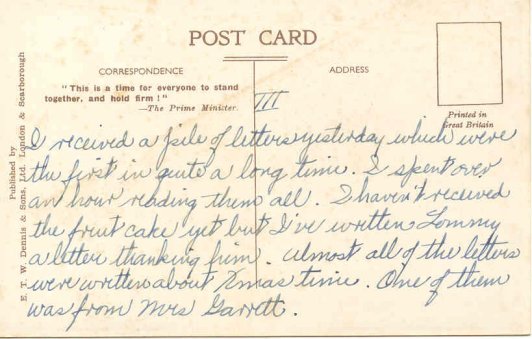 POST CARD
CORRESPONDENCE
ADDRESS
"This is a time for everyone to stand
together, and hold firm!"
—The Prime Minister.
III
Printed in
Great Britain
Published by
E. T. W. Dennis & Sons, Ltd. London & Scarborough
I received a pile of letters yesterday which were
the first in quite a long time. I spent over
an hour reading them all. I haven't received
the fruit cake yet but I've written Tommy
a letter thanking him. Almost all of the letters
were written about Xmas time. One of them
was from Mrs Garrett.